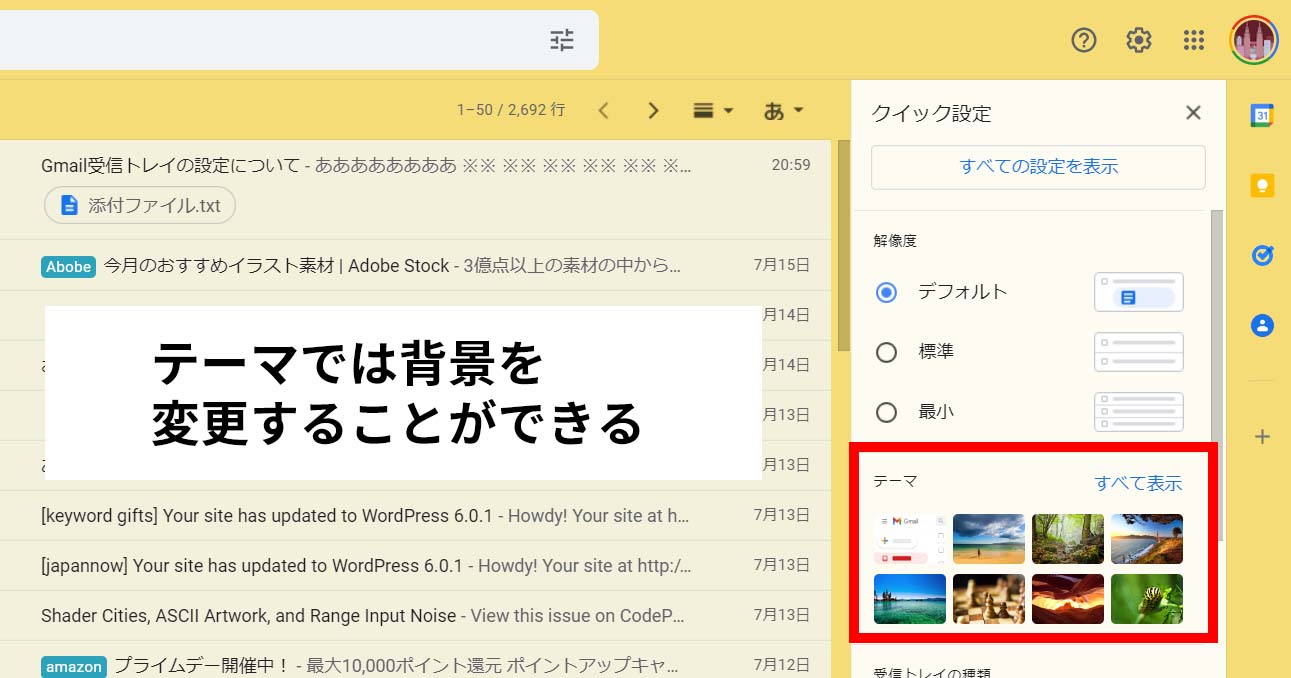 1–50 / 2,692 行
あ
クイック設定
すべての設定を表示
Gmail受信トレイの設定について - ああああああああ ※※ ※※ ※※ ※※ ※※ ※...
20:59
添付ファイル.txt
Abobe 今月のおすすめイラスト素材 | Adobe Stock - 3億点以上の素材の中から...
7月15日
月14日
月14日
月13日
月13日
テーマでは背景を
変更することができる
[keyword gifts] Your site has updated to WordPress 6.0.1 - Howdy! Your site at h...
7月13日
[japannow] Your site has updated to WordPress 6.0.1 - Howdy! Your site at http:/...
7月13日
Shader Cities, ASCII Artwork, and Range Input Noise - View this issue on CodeP...
7月13日
amazon プライムデー開催中！ - 最大10,000ポイント還元 ポイントアップキャ...
7月12日
解像度
デフォルト
標準
最小
テーマ
すべて表示
Gmail
受信トレイの種類
31